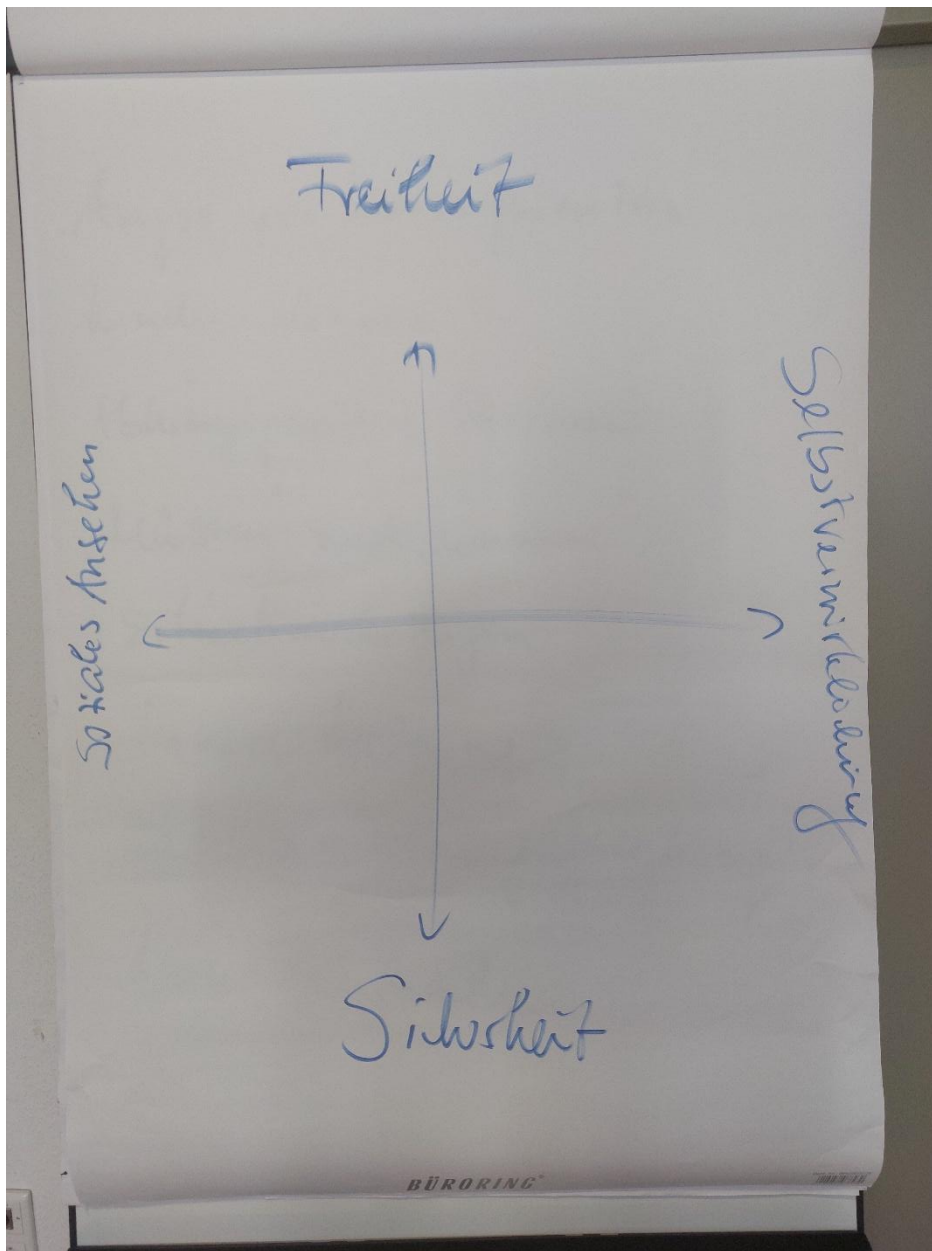 Freiheit
Soziales Ansehen
Selbstverwirklichung
Sicherheit
BÜRORING